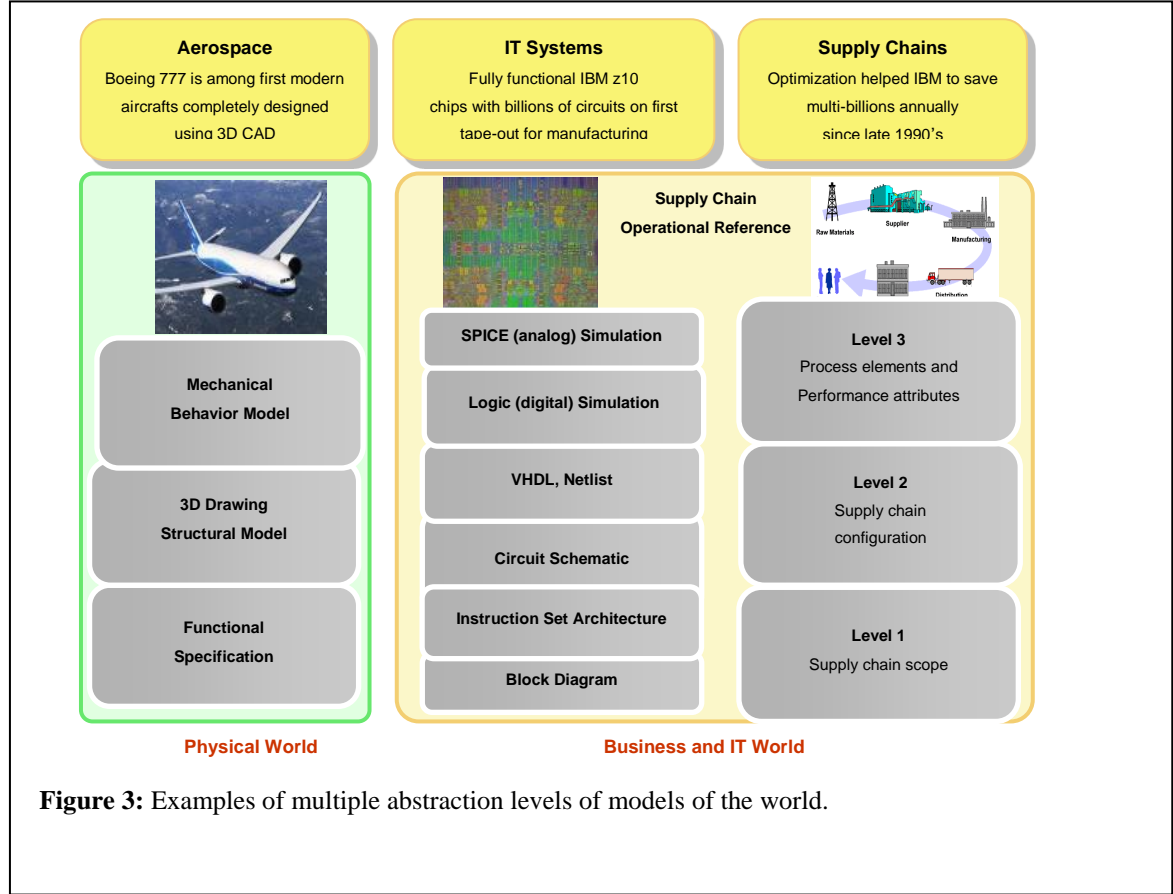 Aerospace
Boeing 777 is among first modern
aircrafts completely designed
using 3D CAD
IT Systems
Fully functional IBM z10
chips with billions of circuits on first
tape-out for manufacturing
Supply Chains
Optimization helped IBM to save
multi-billions annually
since late 1990's
Supply Chain
Operational Reference
Raw Materials
Supplier
Manufacturing
Distribution
Mechanical
Behavior Model
3D Drawing
Structural Model
Functional
Specification
SPICE (analog) Simulation
Logic (digital) Simulation
VHDL, Netlist
Circuit Schematic
Instruction Set Architecture
Block Diagram
Level 3
Process elements and
Performance attributes
Level 2
Supply chain
configuration
Level 1
Supply chain scope
Physical World
Business and IT World
Figure 3: Examples of multiple abstraction levels of models of the world.